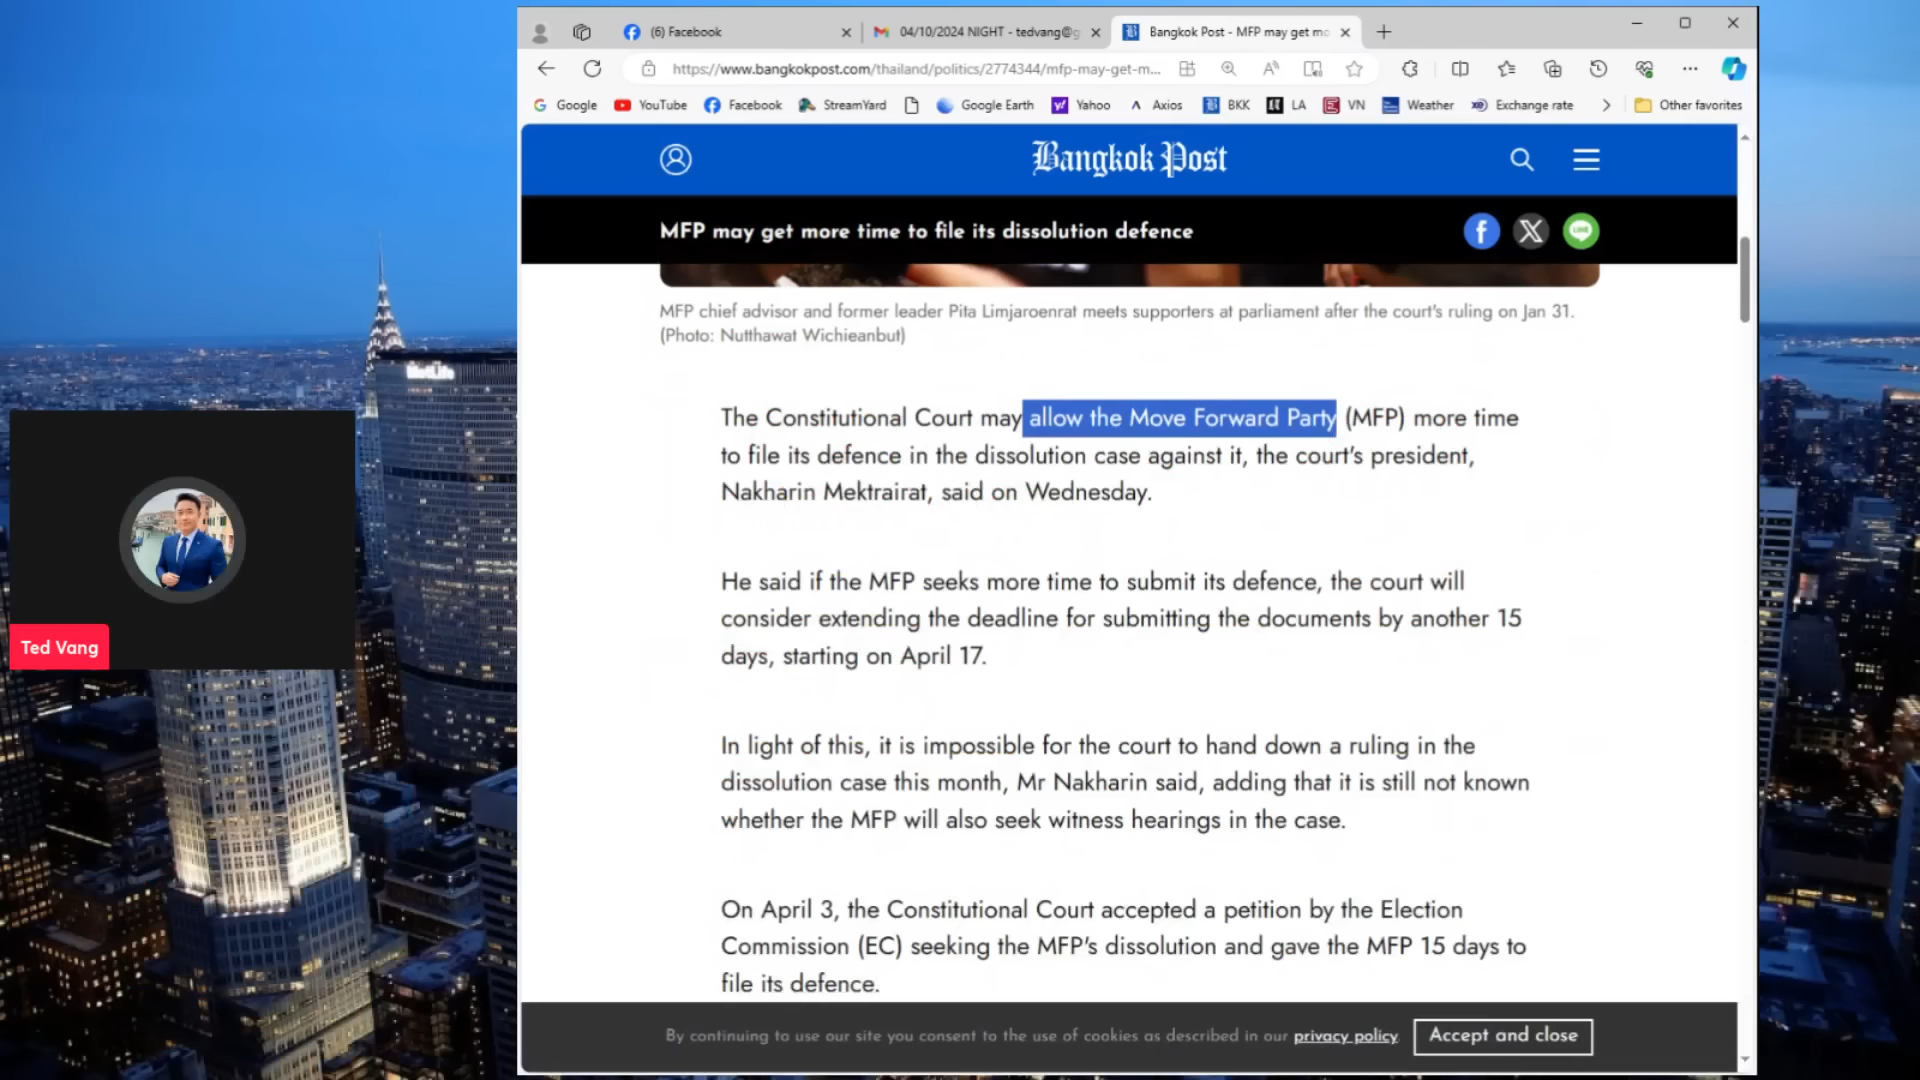 (6) Facebook
04/10/2024 NIGHT - tedvang@g
Bangkok Post - MFP may get mo
https://www.bangkokpost.com/thailand/politics/2774344/mfp-may-get-m...
Google YouTube Facebook StreamYard Google Earth Yahoo Axios BKK LA VN Weather Exchange rate Other favorites
Bangkok Post
MFP may get more time to file its dissolution defence
MFP chief advisor and former leader Pita Limjaroenrat meets supporters at parliament after the court's ruling on Jan 31.
(Photo: Nutthawat Wichieanbut)
The Constitutional Court may allow the Move Forward Party (MFP) more time
to file its defence in the dissolution case against it, the court's president,
Nakharin Mektrairat, said on Wednesday.
He said if the MFP seeks more time to submit its defence, the court will
consider extending the deadline for submitting the documents by another 15
days, starting on April 17.
In light of this, it is impossible for the court to hand down a ruling in the
dissolution case this month, Mr Nakharin said, adding that it is still not known
whether the MFP will also seek witness hearings in the case.
On April 3, the Constitutional Court accepted a petition by the Election
Commission (EC) seeking the MFP's dissolution and gave the MFP 15 days to
file its defence.
By continuing to use our site you consent to the use of cookies as described in our privacy policy
Accept and close
MetLife
Ted Vang